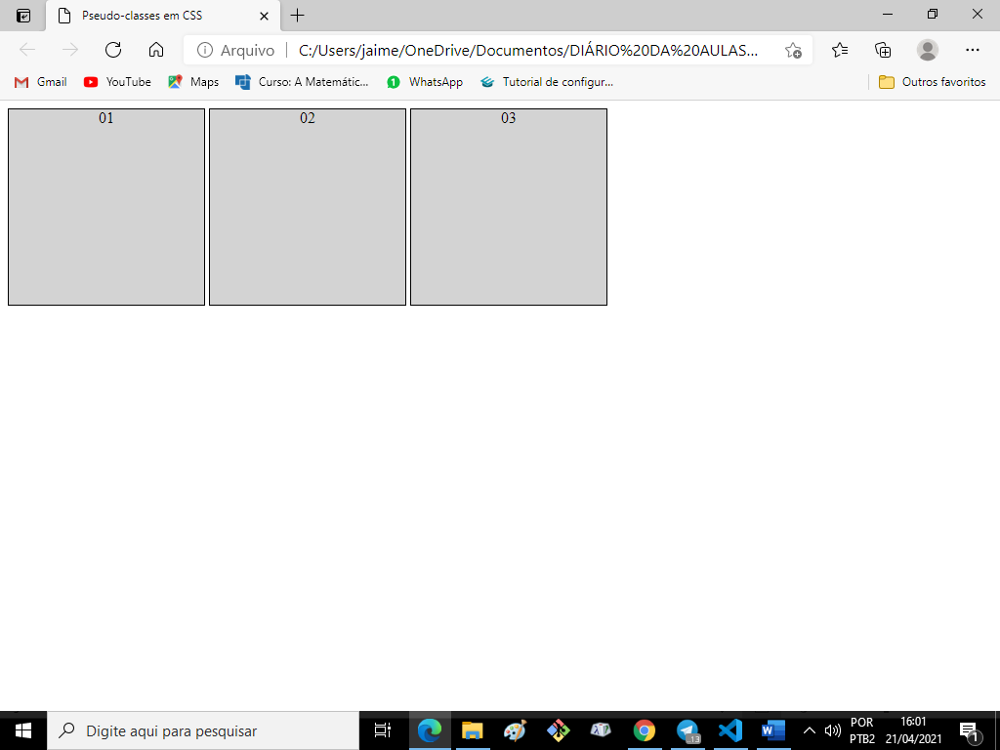 Pseudo-classes em CSS
Arquivo C:/Users/jaime/OneDrive/Documentos/DIÁRIO%20DA%20AULAS...
Gmail YouTube Maps Curso: A Matemátic... 1 WhatsApp Tutorial de configur... Outros favoritos
01 02 03
Digite aqui para pesquisar
.13
POR
PTB2
16:01
21/04/2021
1